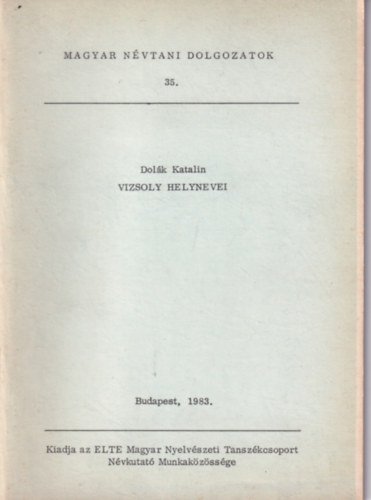 MAGYAR NÉVTANI DOLGOZATOK
35.
Dolák Katalin
VIZSOLY HELYNEVEI
Budapest, 1983.
Kiadja az ELTE Magyar Nyelvészeti Tanszékcsoport
Névkutató Munkaközössége